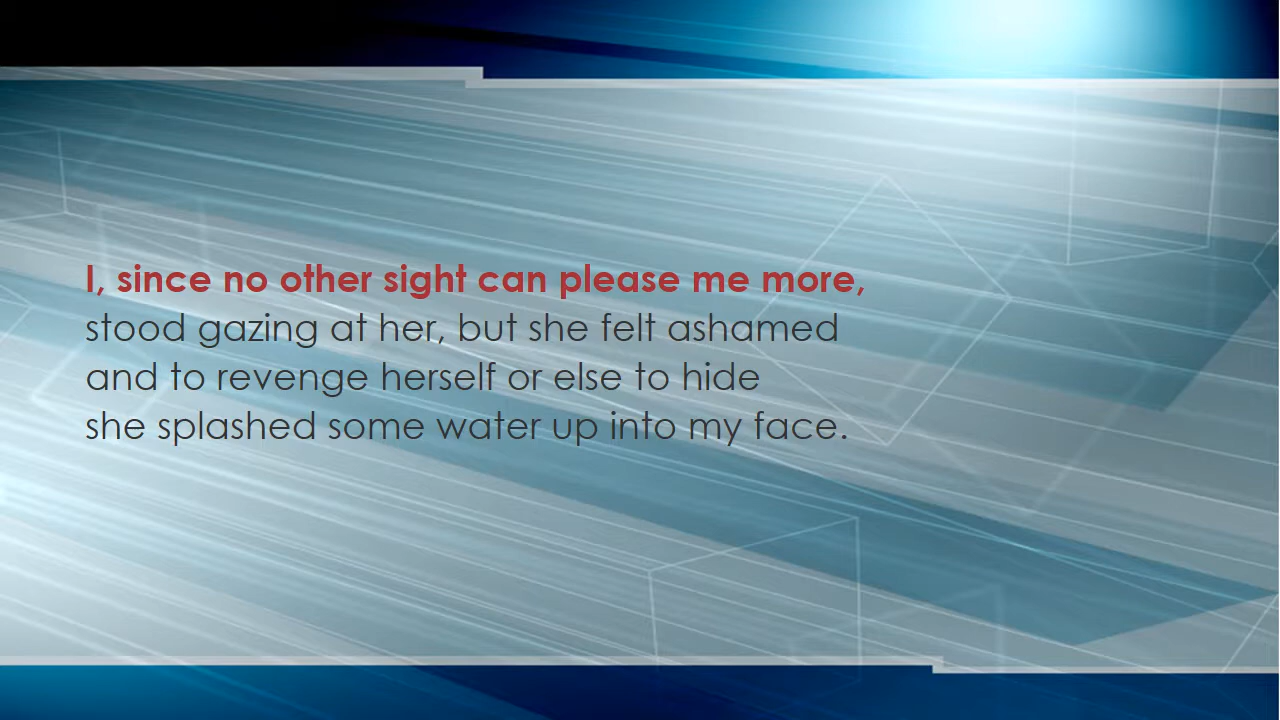 I, since no other sight can please me more,
stood gazing at her, but she felt ashamed
and to revenge herself or else to hide
she splashed some water up into my face.